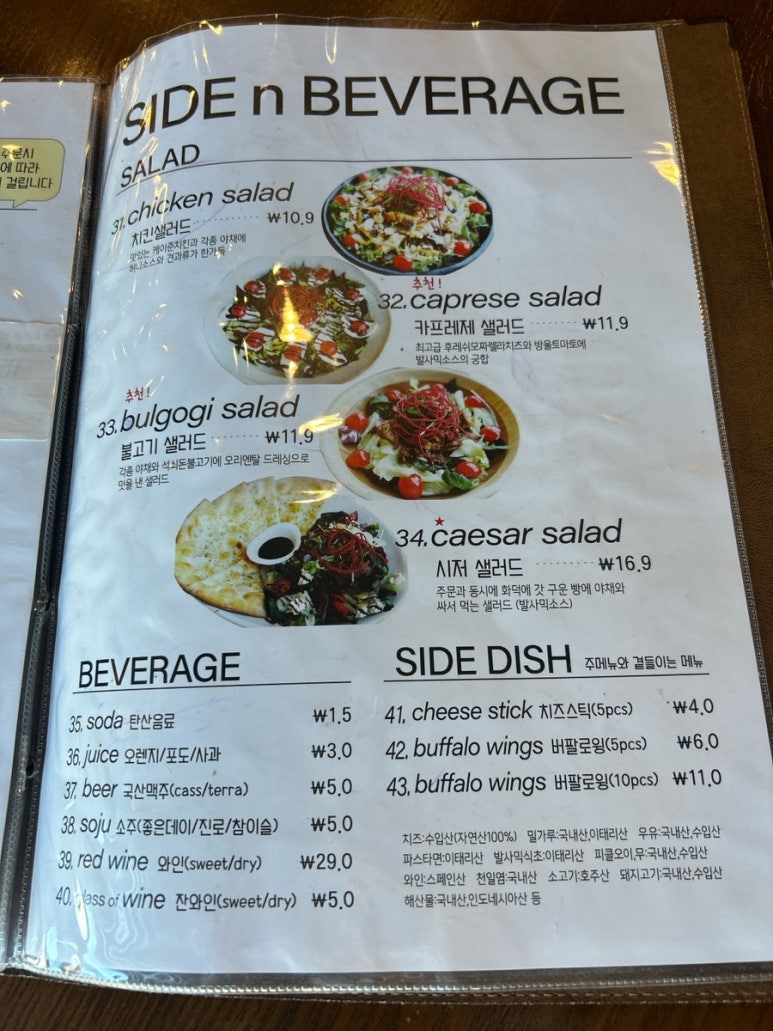 주문시
에 따라
걸립니다
SIDE n BEVERAGE
SALAD
31. chicken salad
치킨샐러드 ₩10.9
맛있는 케이준치킨과 각종 야채에
허니소스와 견과류가 한가득
추천!
32. caprese salad
카프레제 샐러드 ₩11.9
최고급 후레쉬모짜렐라치즈와 방울토마토에
발사믹소스의 궁합
추천!
33. bulgogi salad
불고기 샐러드 ₩11.9
각종 야채와 석쇠돈불고기에 오리엔탈 드레싱으로
맛을 낸 샐러드
34. caesar salad
시저 샐러드 ₩16.9
주문과 동시에 화덕에 갓 구운 빵에 야채와
싸서 먹는 샐러드 (발사믹소스)
BEVERAGE
35. soda 탄산음료 ₩1.5
36. juice 오렌지/포도/사과 ₩3.0
37. beer 국산맥주(cass/terra) ₩5.0
38. soju 소주(좋은데이/진로/참이슬) ₩5.0
39. red wine 와인(sweet/dry) ₩29.0
40. glass of wine 잔와인(sweet/dry) ₩5.0
SIDE DISH 주메뉴와 곁들이는 메뉴
41. cheese stick 치즈스틱(5pcs) ₩4.0
42. buffalo wings 버팔로윙(5pcs) ₩6.0
43. buffalo wings 버팔로윙(10pcs) ₩11.0
치즈:수입산(자연산100%) 밀가루:국내산,이태리산 우유:국내산,수입산
파스타면:이태리산 발사믹식초:이태리산 피클오이,무:국내산,수입산
와인:스페인산 천일염:국내산 소고기:호주산 돼지고기:국내산,수입산
해산물:국내산,인도네시아산 등